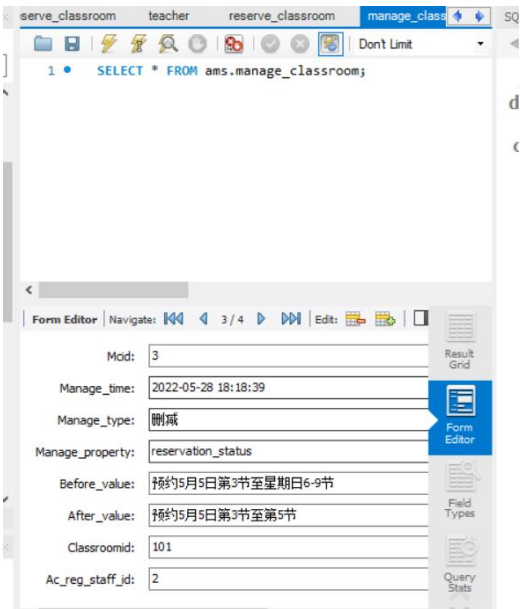 serve_classroom teacher reserve_classroom manage_class SQ
Don't Limit
1 SELECT * FROM ams.manage_classroom;
Form Editor Navigate: 3 / 4 Edit:
Mcid: 3
Result Grid
Manage_time: 2022-05-28 18:18:39
Manage_type: 删减
Form Editor
Manage_property: reservation_status
Before_value: 预约5月5日第3节至星期日6-9节
After_value: 预约5月5日第3节至第5节
Field Types
Classroomid: 101
Ac_reg_staff_id: 2
Query Stats